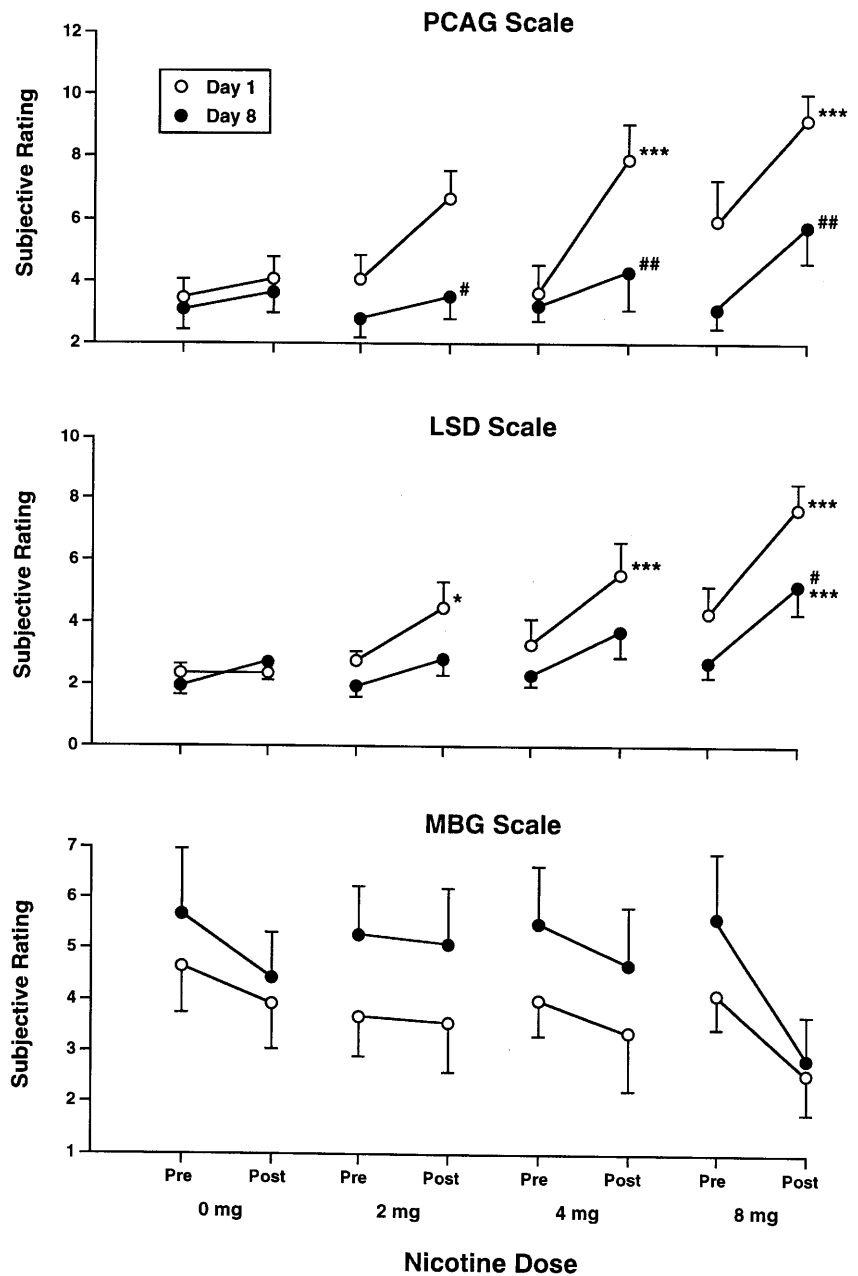 PCAG Scale
12
10
8
6
4
2
Subjective Rating
Day 1
Day 8
***
***
#
##
##
LSD Scale
10
8
6
4
2
0
Subjective Rating
*
***
***
#
***
MBG Scale
7
6
5
4
3
2
1
Subjective Rating
Pre Post Pre Post Pre Post Pre Post
0 mg 2 mg 4 mg 8 mg
Nicotine Dose